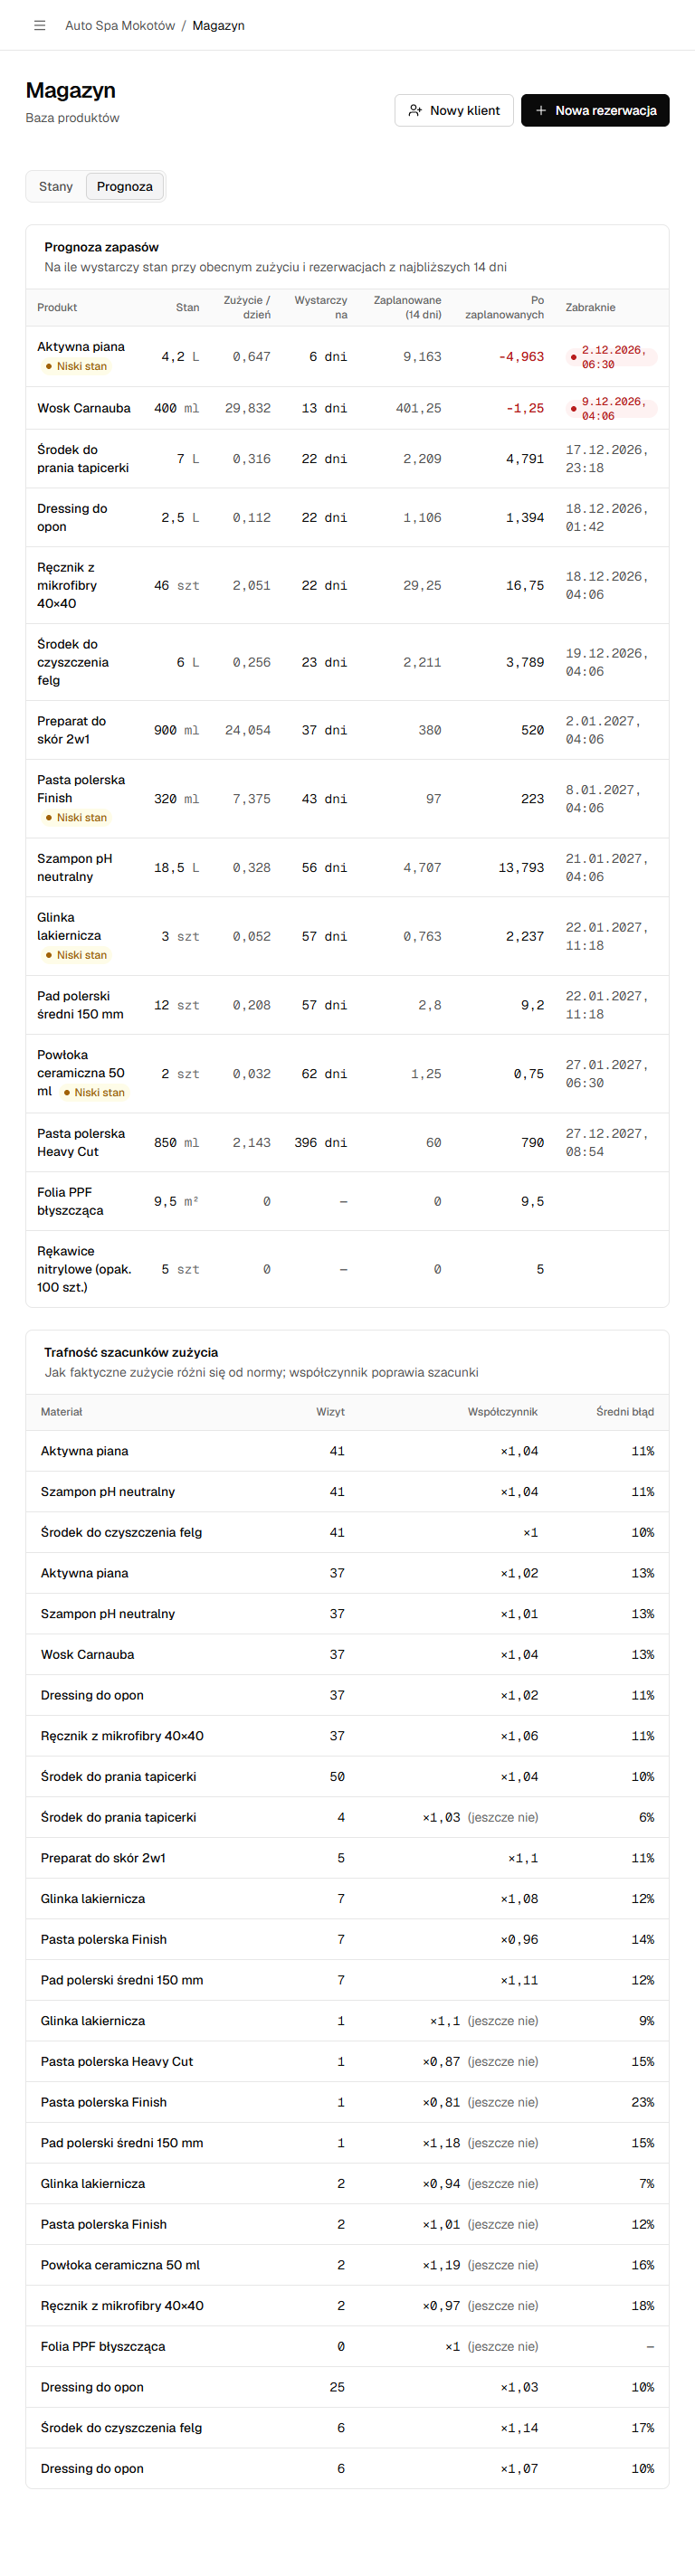 Auto Spa Mokotów / Magazyn
Magazyn
Baza produktów
Nowy klient
Nowa rezerwacja
Stany
Prognoza
Prognoza zapasów
Na ile wystarczy stan przy obecnym zużyciu i rezerwacjach z najbliższych 14 dni
Produkt Stan Zużycie / dzień Wystarczy na Zaplanowane (14 dni) Po zaplanowanych Zabraknie
Aktywna piana Niski stan 4,2 L 0,647 6 dni 9,163 -4,963 2.12.2026, 06:30
Wosk Carnauba 400 ml 29,832 13 dni 401,25 -1,25 9.12.2026, 04:06
Środek do prania tapicerki 7 L 0,316 22 dni 2,209 4,791 17.12.2026, 23:18
Dressing do opon 2,5 L 0,112 22 dni 1,106 1,394 18.12.2026, 01:42
Ręcznik z mikrofibry 40×40 46 szt 2,051 22 dni 29,25 16,75 18.12.2026, 04:06
Środek do czyszczenia felg 6 L 0,256 23 dni 2,211 3,789 19.12.2026, 04:06
Preparat do skór 2w1 900 ml 24,054 37 dni 380 520 2.01.2027, 04:06
Pasta polerska Finish Niski stan 320 ml 7,375 43 dni 97 223 8.01.2027, 04:06
Szampon pH neutralny 18,5 L 0,328 56 dni 4,707 13,793 21.01.2027, 04:06
Glinka lakiernicza Niski stan 3 szt 0,052 57 dni 0,763 2,237 22.01.2027, 11:18
Pad polerski średni 150 mm 12 szt 0,208 57 dni 2,8 9,2 22.01.2027, 11:18
Powłoka ceramiczna 50 ml Niski stan 2 szt 0,032 62 dni 1,25 0,75 27.01.2027, 06:30
Pasta polerska Heavy Cut 850 ml 2,143 396 dni 60 790 27.12.2027, 08:54
Folia PPF błyszcząca 9,5 m² 0 — 0 9,5
Rękawice nitrylowe (opak. 100 szt.) 5 szt 0 — 0 5
Trafność szacunków zużycia
Jak faktyczne zużycie różni się od normy; współczynnik poprawia szacunki
Materiał Wizyt Współczynnik Średni błąd
Aktywna piana 41 ×1,04 11%
Szampon pH neutralny 41 ×1,04 11%
Środek do czyszczenia felg 41 ×1 10%
Aktywna piana 37 ×1,02 13%
Szampon pH neutralny 37 ×1,01 13%
Wosk Carnauba 37 ×1,04 13%
Dressing do opon 37 ×1,02 11%
Ręcznik z mikrofibry 40×40 37 ×1,06 11%
Środek do prania tapicerki 50 ×1,04 10%
Środek do prania tapicerki 4 ×1,03 (jeszcze nie) 6%
Preparat do skór 2w1 5 ×1,1 11%
Glinka lakiernicza 7 ×1,08 12%
Pasta polerska Finish 7 ×0,96 14%
Pad polerski średni 150 mm 7 ×1,11 12%
Glinka lakiernicza 1 ×1,1 (jeszcze nie) 9%
Pasta polerska Heavy Cut 1 ×0,87 (jeszcze nie) 15%
Pasta polerska Finish 1 ×0,81 (jeszcze nie) 23%
Pad polerski średni 150 mm 1 ×1,18 (jeszcze nie) 15%
Glinka lakiernicza 2 ×0,94 (jeszcze nie) 7%
Pasta polerska Finish 2 ×1,01 (jeszcze nie) 12%
Powłoka ceramiczna 50 ml 2 ×1,19 (jeszcze nie) 16%
Ręcznik z mikrofibry 40×40 2 ×0,97 (jeszcze nie) 18%
Folia PPF błyszcząca 0 ×1 (jeszcze nie) —
Dressing do opon 25 ×1,03 10%
Środek do czyszczenia felg 6 ×1,14 17%
Dressing do opon 6 ×1,07 10%